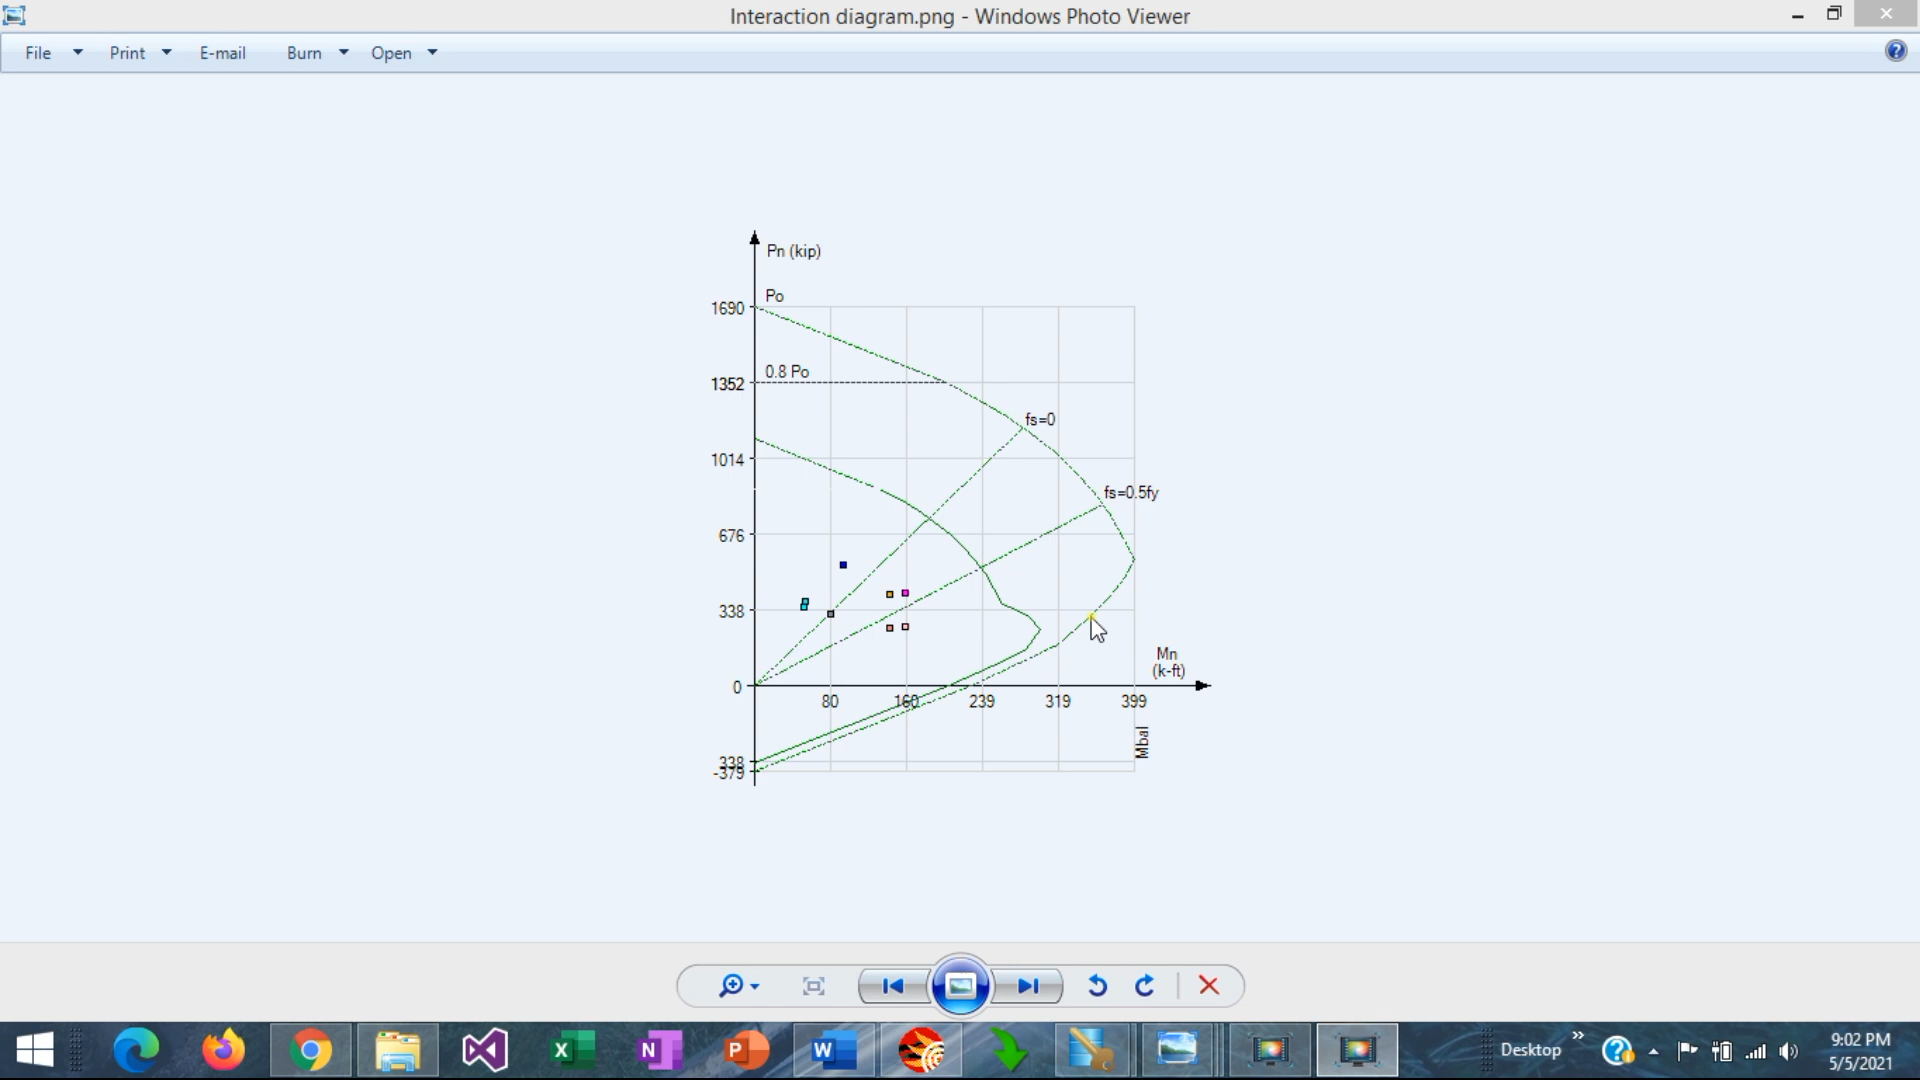 Interaction diagram.png - Windows Photo Viewer
File Print E-mail Burn Open
Pn (kip)
Po
1690
0.8 Po
1352
fs=0
1014
fs=0.5fy
676
338
Mn
(k-ft)
0
80 160 239 319 399
Mbal
-338
-379
Desktop
9:02 PM
5/5/2021